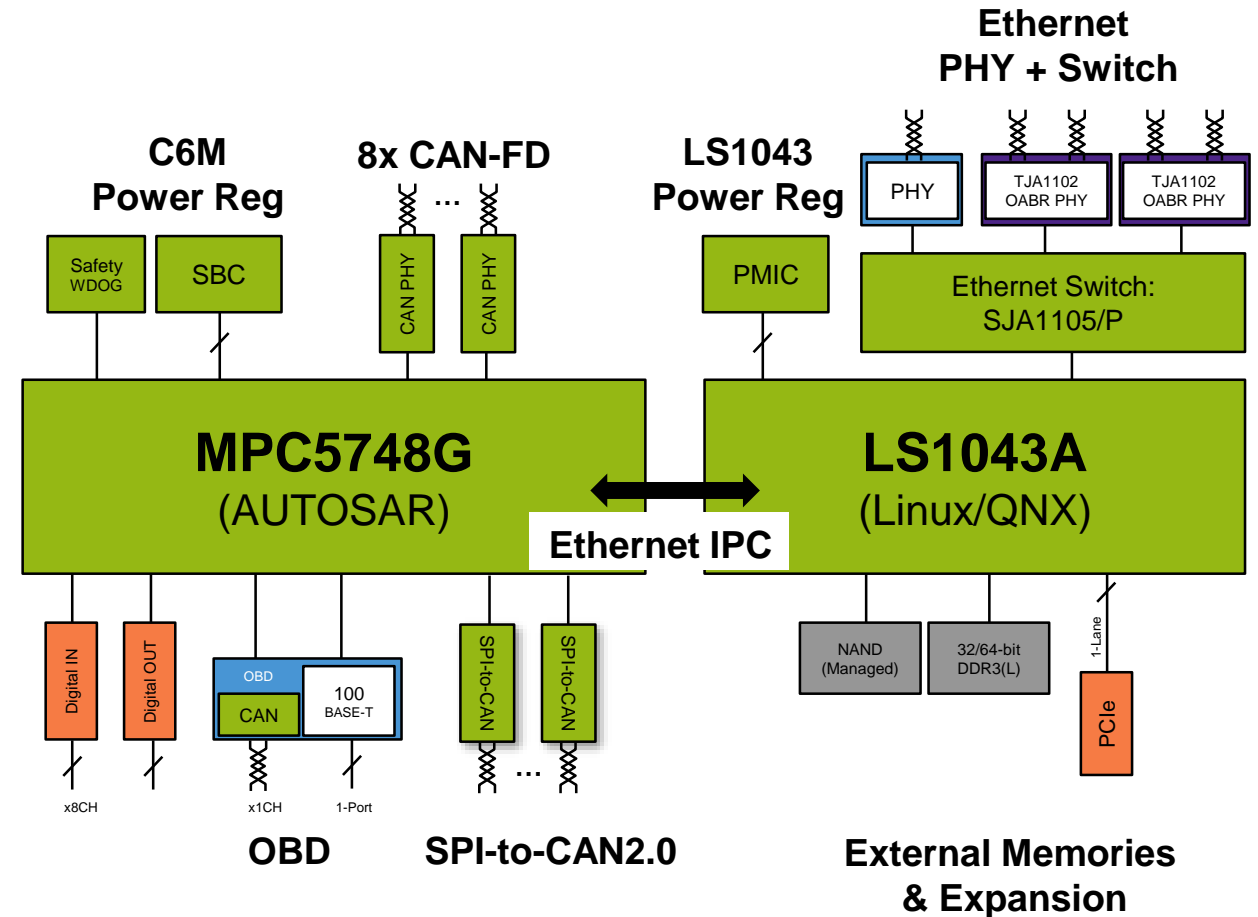 Ethernet
PHY + Switch
C6M
Power Reg
8x CAN-FD
LS1043
Power Reg
...
PHY
TJA1102
OABR PHY
TJA1102
OABR PHY
Safety
WDOG
SBC
CAN PHY
CAN PHY
PMIC
Ethernet Switch:
SJA1105/P
MPC5748G
(AUTOSAR)
LS1043A
(Linux/QNX)
Ethernet IPC
Digital IN
Digital OUT
OBD
CAN
100
BASE-T
SPI-to-CAN
SPI-to-CAN
NAND
(Managed)
32/64-bit
DDR3(L)
1-Lane
PCIe
...
x8CH
x1CH
1-Port
OBD
SPI-to-CAN2.0
External Memories
& Expansion